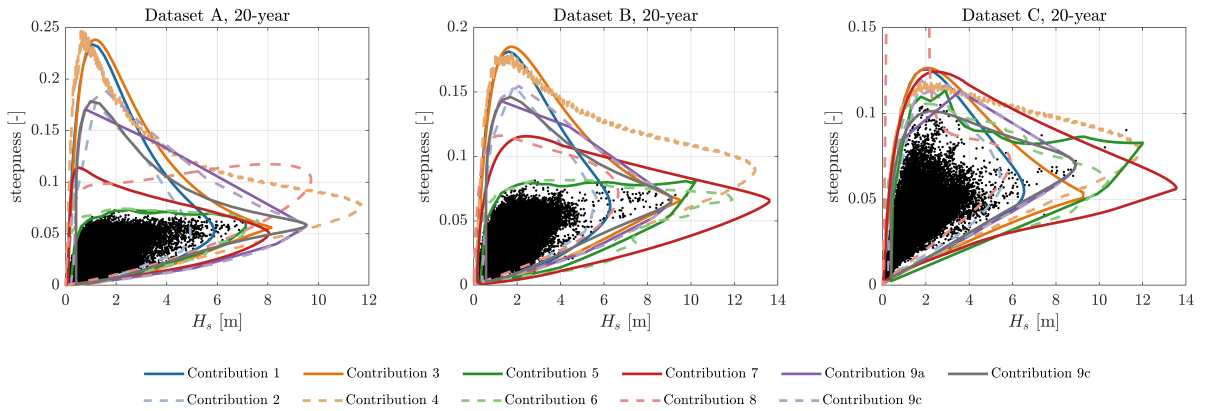 Dataset A, 20-year
0.25
0.2
0.15
0.1
0.05
0
steepness [-]
0 2 4 6 8 10 12
H_s [m]
Dataset B, 20-year
0.2
0.15
0.1
0.05
0
steepness [-]
0 2 4 6 8 10 12 14
H_s [m]
Dataset C, 20-year
0.15
0.1
0.05
0
steepness [-]
0 2 4 6 8 10 12 14
H_s [m]
Contribution 1 Contribution 3 Contribution 5 Contribution 7 Contribution 9a Contribution 9c
Contribution 2 Contribution 4 Contribution 6 Contribution 8 Contribution 9c